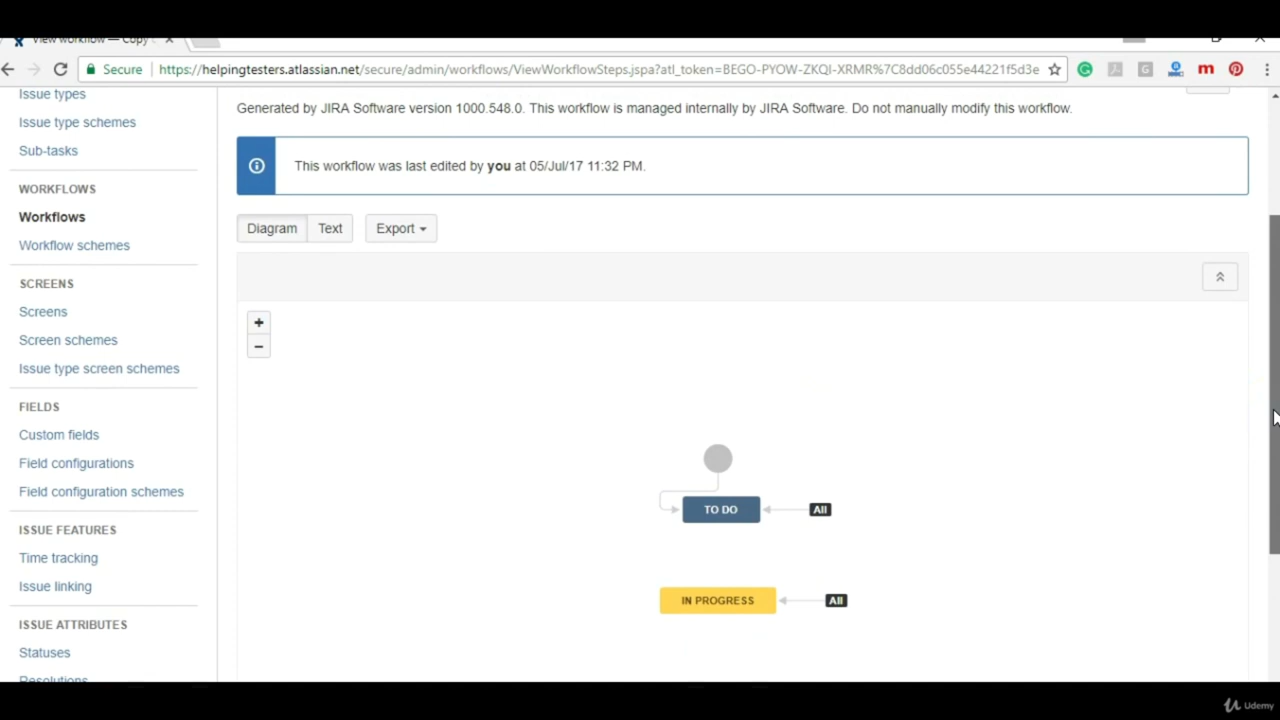 View workflow — Copy
Secure
https://helpingtesters.atlassian.net/secure/admin/workflows/ViewWorkflowSteps.jspa?atl_token=BEGO-PYOW-ZKQI-XRMR%7C8dd06c055e44221f5d3e
Issue types
Issue type schemes
Sub-tasks
WORKFLOWS
Workflows
Workflow schemes
SCREENS
Screens
Screen schemes
Issue type screen schemes
FIELDS
Custom fields
Field configurations
Field configuration schemes
ISSUE FEATURES
Time tracking
Issue linking
ISSUE ATTRIBUTES
Statuses
Resolutions
Generated by JIRA Software version 1000.548.0. This workflow is managed internally by JIRA Software. Do not manually modify this workflow.
This workflow was last edited by you at 05/Jul/17 11:32 PM.
Diagram Text Export
TO DO All
IN PROGRESS All
Udemy